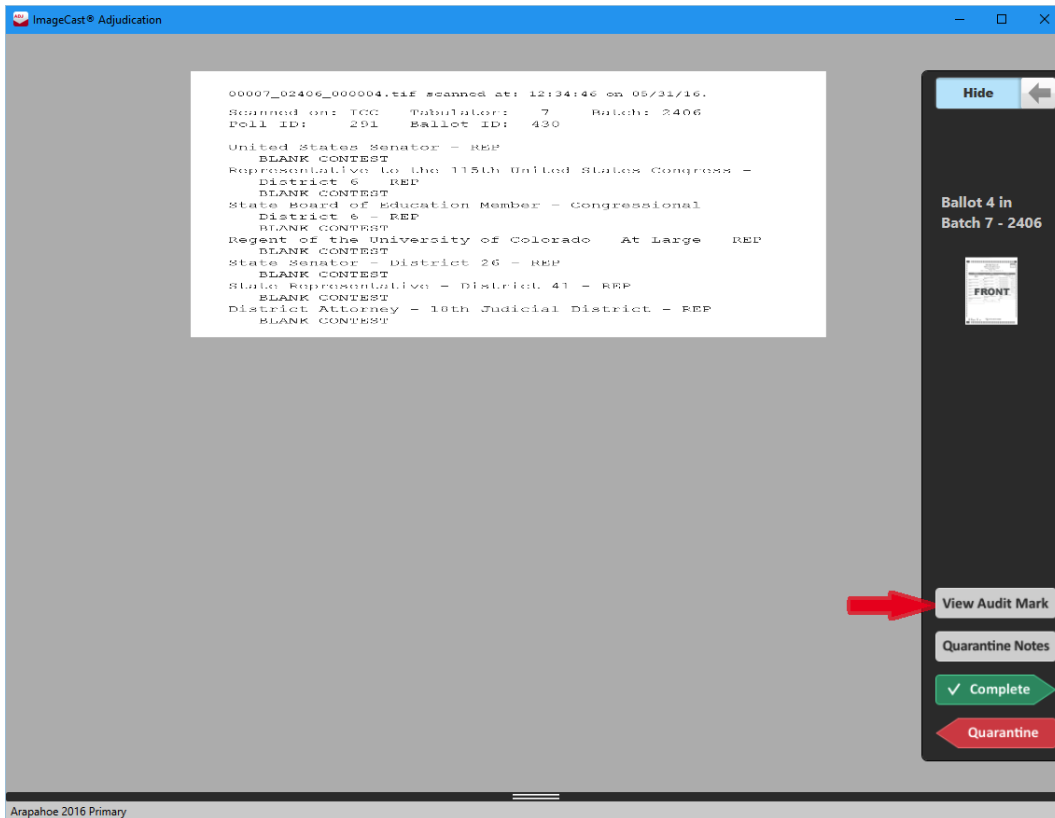 ImageCast® Adjudication
00007_02406_000004.tif scanned at: 12:34:46 on 05/31/16.
Scanned on: ICC Tabulator: 7 Batch: 2406
Poll ID: 291 Ballot ID: 430
United States Senator - REP
BLANK CONTEST
Representative to the 115th United States Congress -
District 6 REP
BLANK CONTEST
State Board of Education Member - Congressional
District 6 - REP
BLANK CONTEST
Regent of the University of Colorado At Large REP
BLANK CONTEST
State Senator - District 26 - REP
BLANK CONTEST
State Representative - District 41 - REP
BLANK CONTEST
District Attorney - 18th Judicial District - REP
BLANK CONTEST
Hide
Ballot 4 in
Batch 7 - 2406
FRONT
View Audit Mark
Quarantine Notes
✓ Complete
Quarantine
Arapahoe 2016 Primary